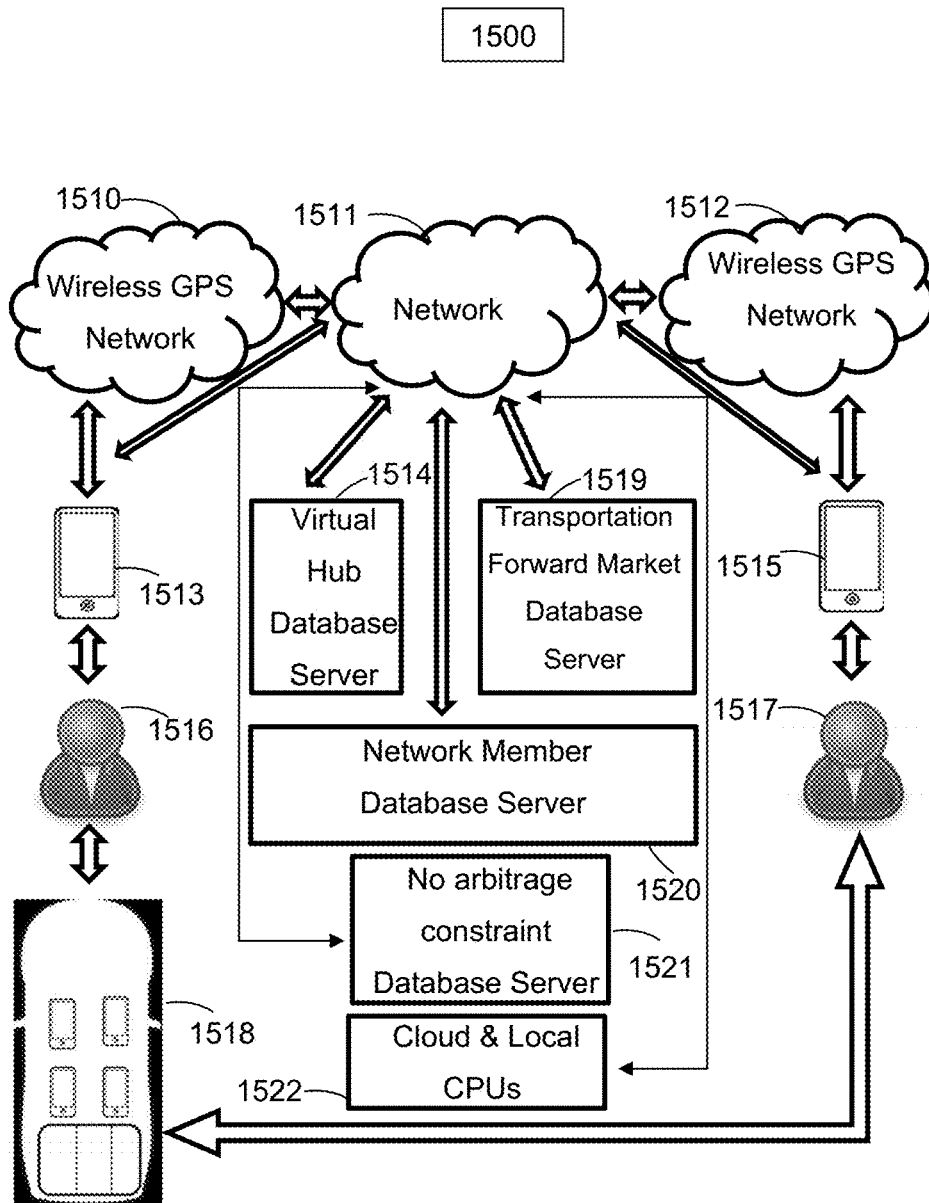 1500
1510
1511
1512
Wireless GPS
Network
Network
Wireless GPS
Network
1514
1519
Virtual
Hub
Database
Server
Transportation
Forward Market
Database
Server
1513
1515
1516
1517
Network Member
Database Server
1520
No arbitrage
constraint
Database Server
1521
1518
Cloud & Local
CPUs
1522